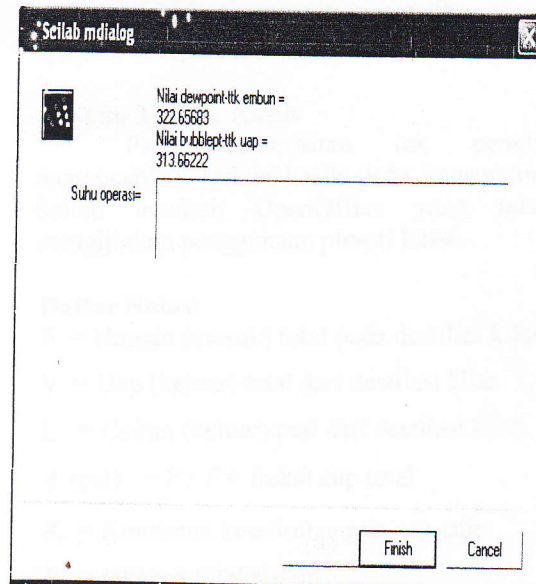 Scilab mdialog
Nilai dewpoint-ttk embun =
322.65683
Nilai bubblept-ttk uap =
313.66222
Suhu operasi=
Finish
Cancel